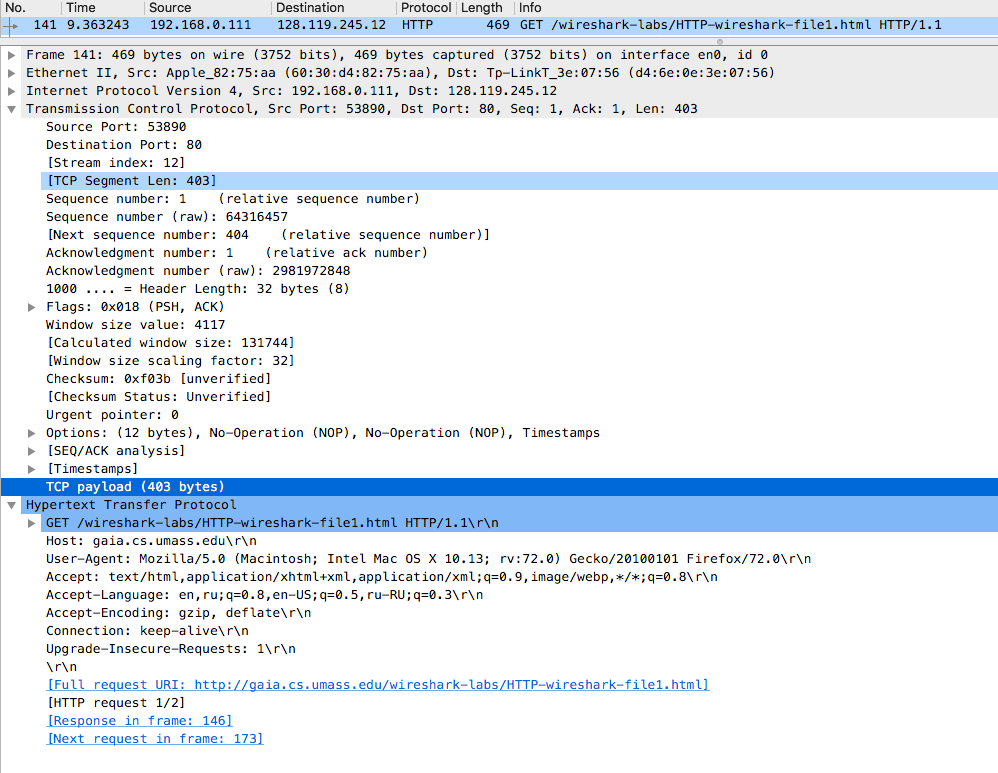 No. Time Source Destination Protocol Length Info
141 9.363243 192.168.0.111 128.119.245.12 HTTP 469 GET /wireshark-labs/HTTP-wireshark-file1.html HTTP/1.1
Frame 141: 469 bytes on wire (3752 bits), 469 bytes captured (3752 bits) on interface en0, id 0
Ethernet II, Src: Apple_82:75:aa (60:30:d4:82:75:aa), Dst: Tp-LinkT_3e:07:56 (d4:6e:0e:3e:07:56)
Internet Protocol Version 4, Src: 192.168.0.111, Dst: 128.119.245.12
Transmission Control Protocol, Src Port: 53890, Dst Port: 80, Seq: 1, Ack: 1, Len: 403
Source Port: 53890
Destination Port: 80
[Stream index: 12]
[TCP Segment Len: 403]
Sequence number: 1    (relative sequence number)
Sequence number (raw): 64316457
[Next sequence number: 404    (relative sequence number)]
Acknowledgment number: 1    (relative ack number)
Acknowledgment number (raw): 2981972848
1000 .... = Header Length: 32 bytes (8)
Flags: 0x018 (PSH, ACK)
Window size value: 4117
[Calculated window size: 131744]
[Window size scaling factor: 32]
Checksum: 0xf03b [unverified]
[Checksum Status: Unverified]
Urgent pointer: 0
Options: (12 bytes), No-Operation (NOP), No-Operation (NOP), Timestamps
[SEQ/ACK analysis]
[Timestamps]
TCP payload (403 bytes)
Hypertext Transfer Protocol
GET /wireshark-labs/HTTP-wireshark-file1.html HTTP/1.1\r\n
Host: gaia.cs.umass.edu\r\n
User-Agent: Mozilla/5.0 (Macintosh; Intel Mac OS X 10.13; rv:72.0) Gecko/20100101 Firefox/72.0\r\n
Accept: text/html,application/xhtml+xml,application/xml;q=0.9,image/webp,*/*;q=0.8\r\n
Accept-Language: en,ru;q=0.8,en-US;q=0.5,ru-RU;q=0.3\r\n
Accept-Encoding: gzip, deflate\r\n
Connection: keep-alive\r\n
Upgrade-Insecure-Requests: 1\r\n
\r\n
[Full request URI: http://gaia.cs.umass.edu/wireshark-labs/HTTP-wireshark-file1.html]
[HTTP request 1/2]
[Response in frame: 146]
[Next request in frame: 173]